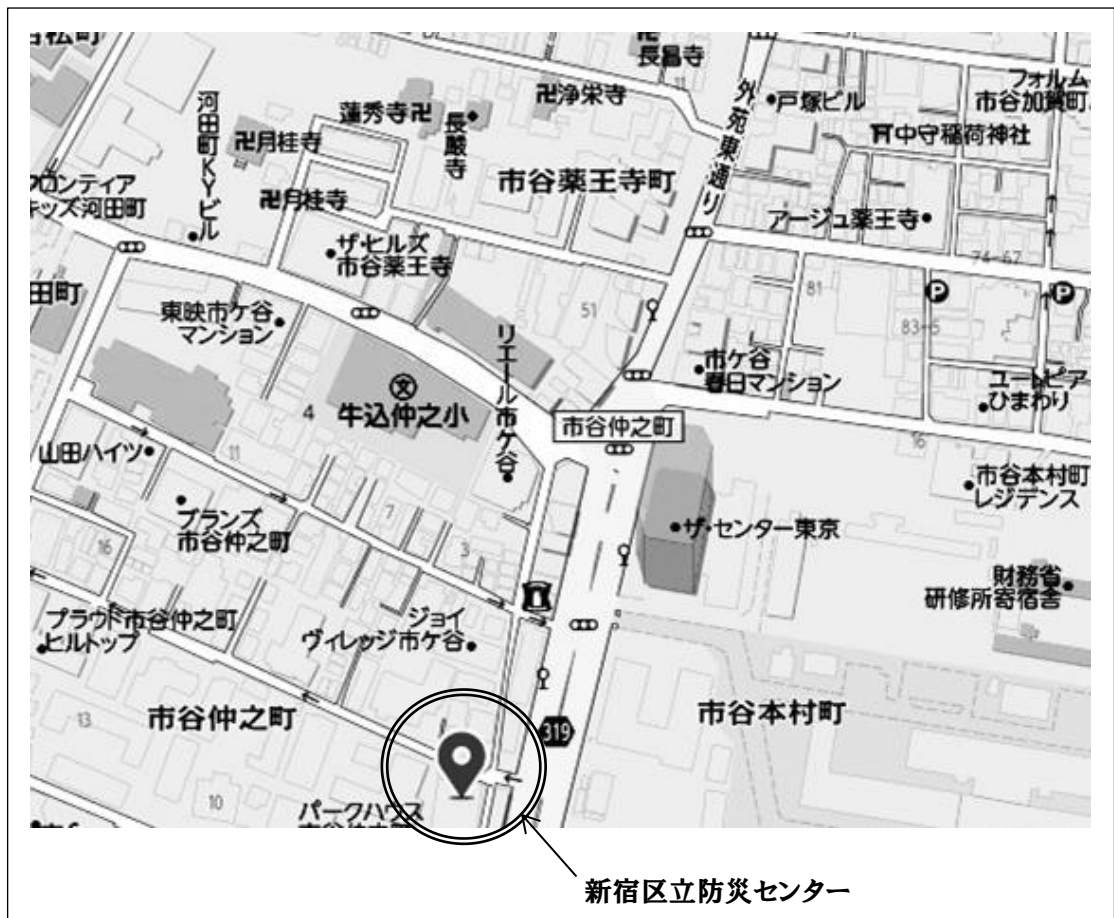 長昌寺
11
外苑東通り
戸塚ビル
フォルム
市谷加賀町
河田町KYビル
卍月桂寺
蓮秀寺卍
長厳寺
卍浄栄寺
中守稲荷神社
卍月桂寺
市谷薬王寺町
キッズ河田町
アージュ薬王寺
ザ・ヒルズ
市谷薬王寺
74-67
田町
東映市ケ谷
マンション
51
81
P
P
83-5
リエール市ケ谷
市ケ谷
春日マンション
ユートピア
ひまわり
文
牛込仲之小
4
市谷仲之町
16
山田ハイツ
11
市谷本村町
レジデンス
ブランズ
市谷仲之町
7
ザ・センター東京
16
3
財務省
研修所寄宿舎
プラウド市谷仲之町
ヒルトップ
ジョイ
ヴィレッジ市ケ谷
13
市谷仲之町
319
市谷本村町
10
パークハウス
新宿区立防災センター